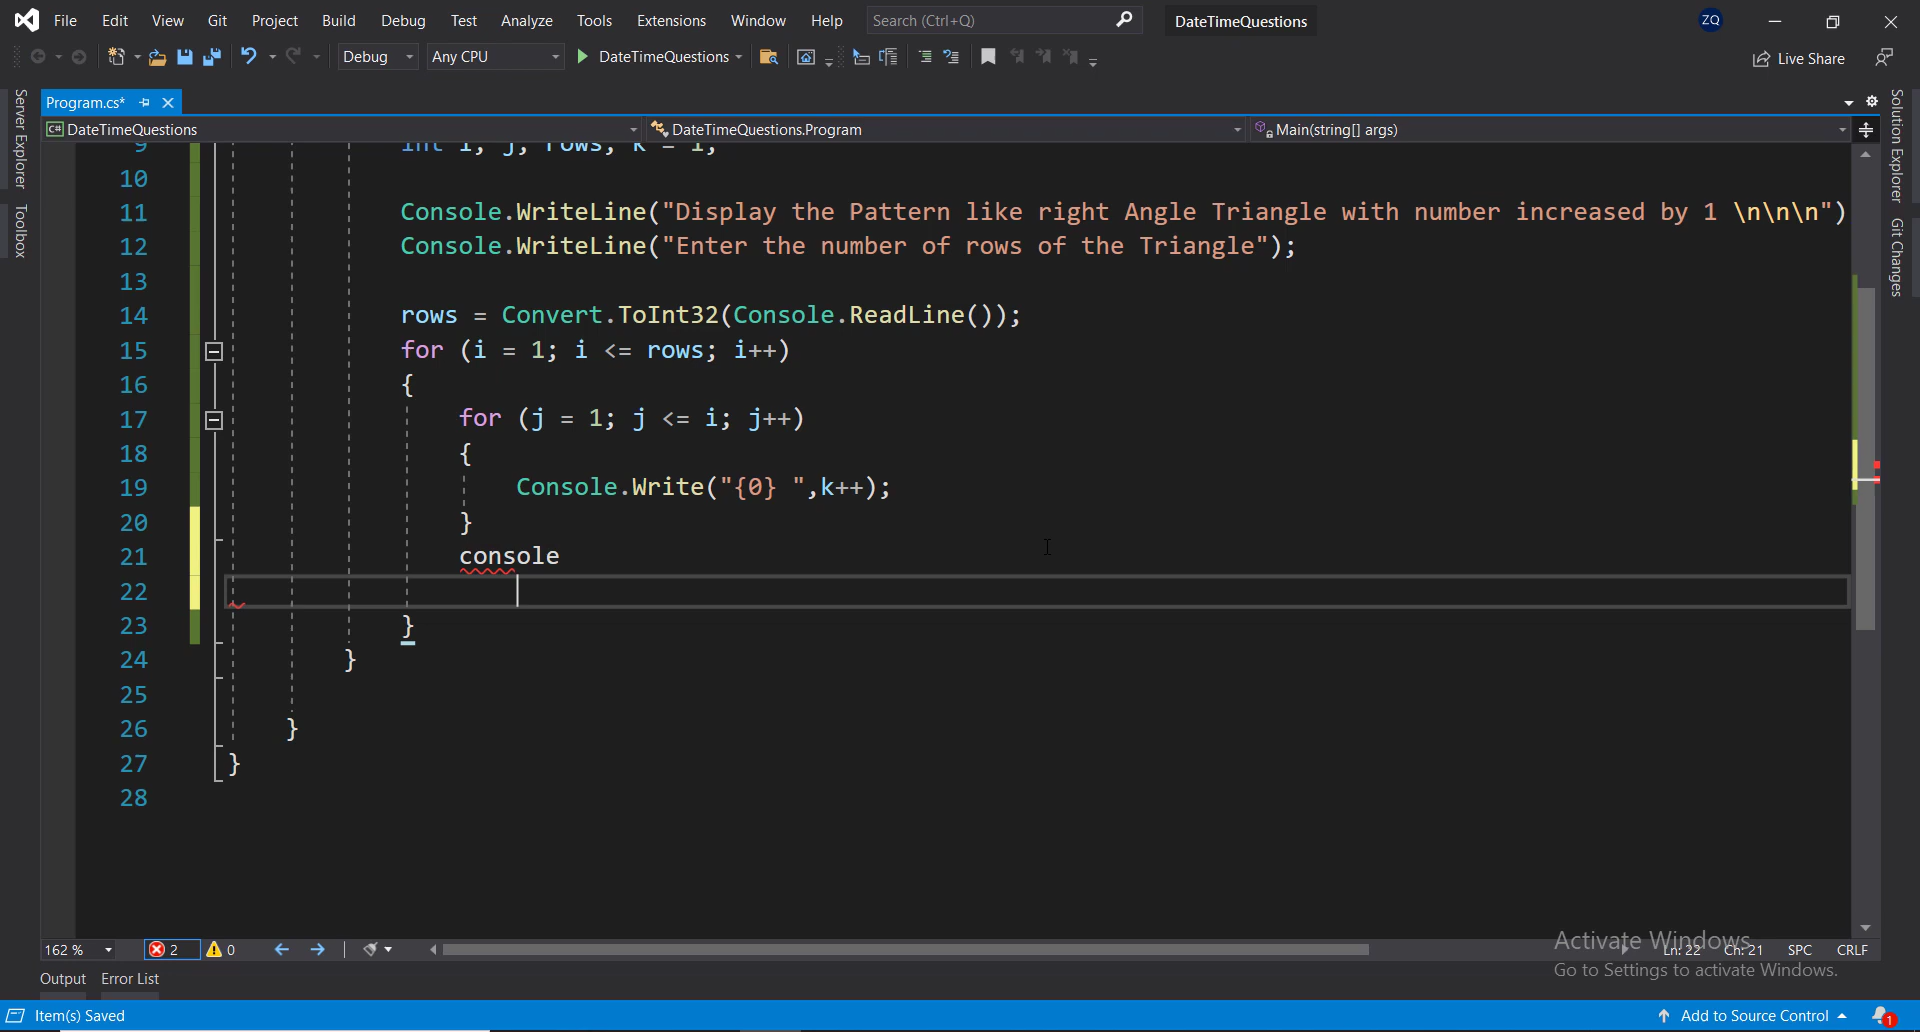 File Edit View Git Project Build Debug Test Analyze Tools Extensions Window Help Search (Ctrl+Q) DateTimeQuestions ZQ
Debug Any CPU DateTimeQuestions Live Share
Server Explorer
Toolbox
Program.cs*
C# DateTimeQuestions DateTimeQuestions.Program Main(string[] args)
9 int i, j, rows, k = 1;
10
11 Console.WriteLine("Display the Pattern like right Angle Triangle with number increased by 1 \n\n\n")
12 Console.WriteLine("Enter the number of rows of the Triangle");
13
14 rows = Convert.ToInt32(Console.ReadLine());
15 for (i = 1; i <= rows; i++)
16 {
17 for (j = 1; j <= i; j++)
18 {
19 Console.Write("{0} ",k++);
20 }
21 console
22
23 }
24 }
25
26 }
27 }
28
Solution Explorer
Git Changes
162 % 2 0 Ln: 22 Ch: 21 SPC CRLF
Activate Windows
Go to Settings to activate Windows.
Output Error List
Item(s) Saved Add to Source Control 1